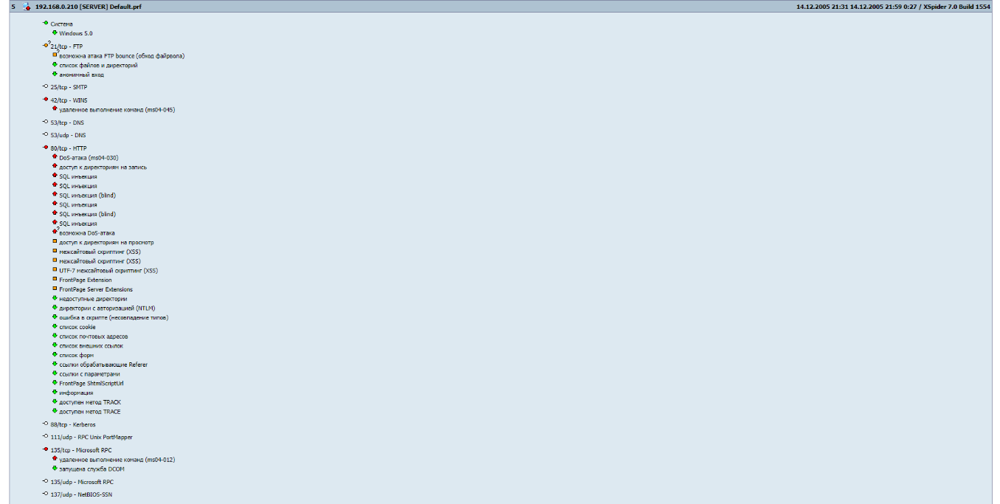 5 192.168.0.210 [SERVER] Default.prf 14.12.2005 21:31 14.12.2005 21:59 0:27 / XSpider 7.0 Build 1554
Система
Windows 5.0
? 21/tcp - FTP
? возможна атака FTP bounce (обход файрвола)
список файлов и директорий
анонимный вход
25/tcp - SMTP
42/tcp - WINS
удаленное выполнение команд (ms04-045)
53/tcp - DNS
53/udp - DNS
80/tcp - HTTP
DoS-атака (ms04-030)
доступ к директориям на запись
SQL инъекция
SQL инъекция
SQL инъекция (blind)
SQL инъекция
SQL инъекция (blind)
SQL инъекция
? возможна DoS-атака
доступ к директориям на просмотр
межсайтовый скриптинг (XSS)
межсайтовый скриптинг (XSS)
UTF-7 межсайтовый скриптинг (XSS)
FrontPage Extension
FrontPage Server Extensions
недоступные директории
директории с авторизацией (NTLM)
ошибка в скрипте (несовпадение типов)
список cookie
список почтовых адресов
список внешних ссылок
список форм
ссылки обрабатывающие Referer
ссылки с параметрами
FrontPage ShtmlScriptUrl
информация
доступен метод TRACK
доступен метод TRACE
88/tcp - Kerberos
111/udp - RPC Unix PortMapper
135/tcp - Microsoft RPC
удаленное выполнение команд (ms04-012)
запущена служба DCOM
135/udp - Microsoft RPC
137/udp - NetBIOS-SSN